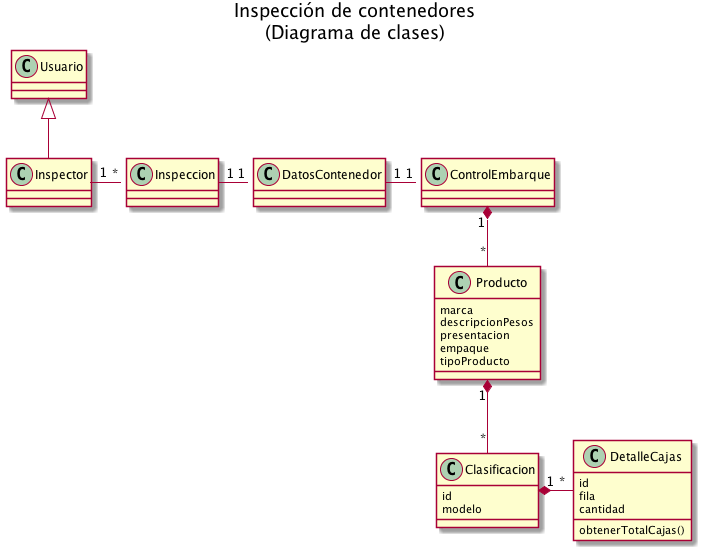 Inspección de contenedores
(Diagrama de clases)
C Usuario
C Inspector
1 *
C Inspeccion
1 1
C DatosContenedor
1 1
C ControlEmbarque
1
*
C Producto
marca
descripcionPesos
presentacion
empaque
tipoProducto
1
*
C Clasificacion
id
modelo
1 *
C DetalleCajas
id
fila
cantidad
obtenerTotalCajas()